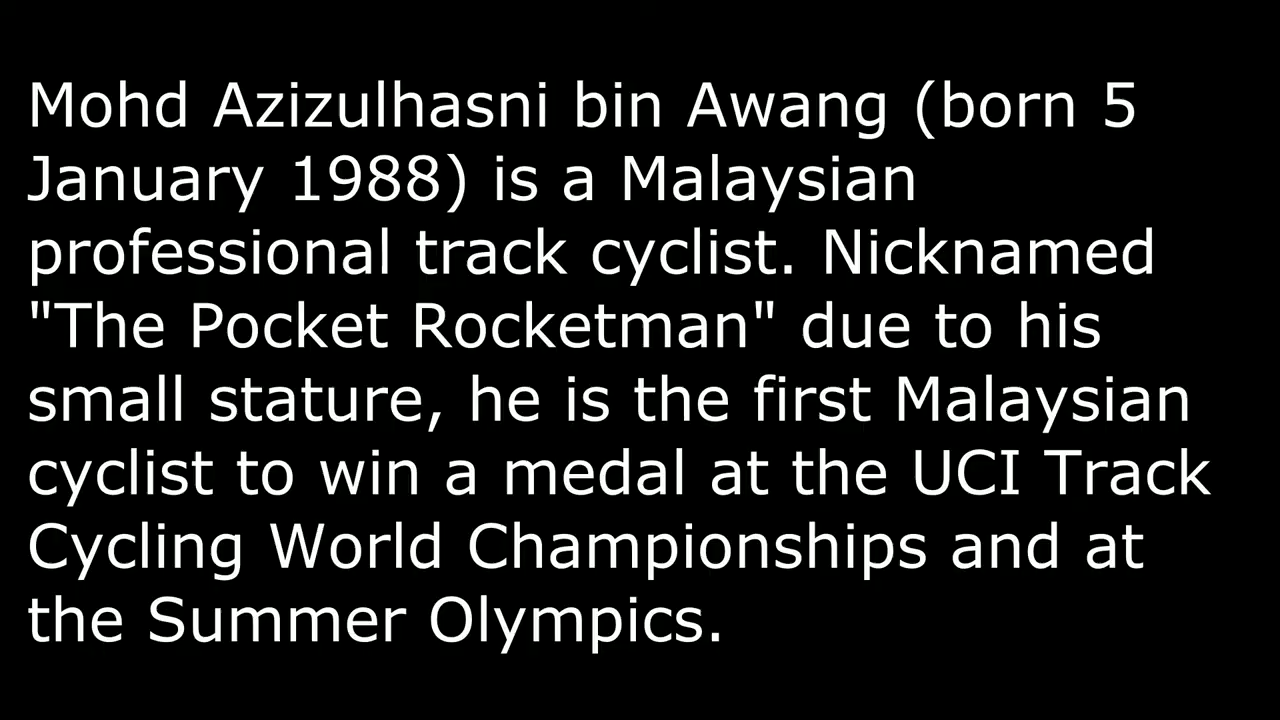 Mohd Azizulhasni bin Awang (born 5
January 1988) is a Malaysian
professional track cyclist. Nicknamed
"The Pocket Rocketman" due to his
small stature, he is the first Malaysian
cyclist to win a medal at the UCI Track
Cycling World Championships and at
the Summer Olympics.